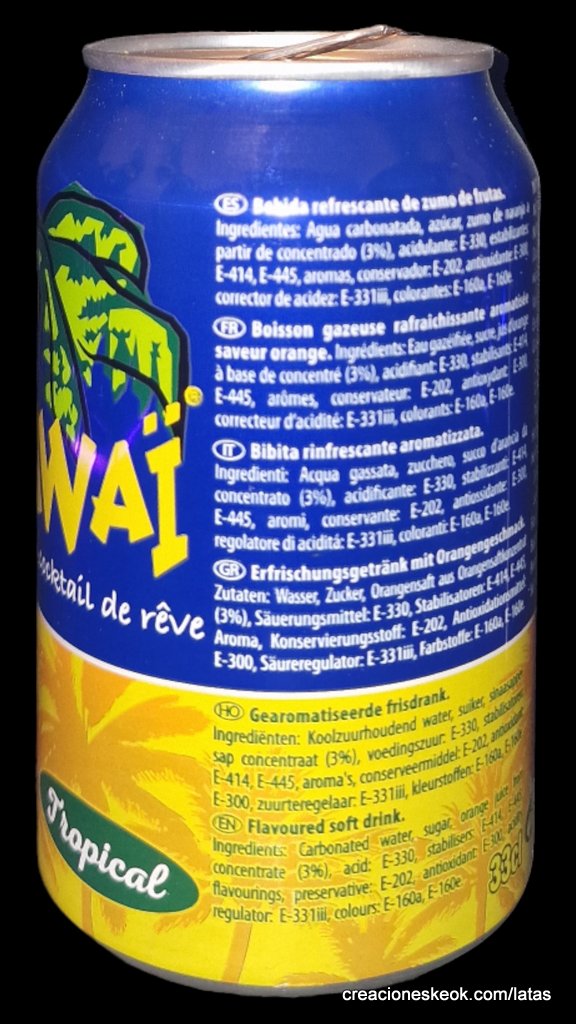 ES Bebida refrescante de zumo de frutas.
Ingredientes: Agua carbonatada, azúcar, zumo de naranja a
partir de concentrado (3%), acidulante: E-330, estabilizantes:
E-414, E-445, aromas, conservador: E-202, antioxidante: E-300,
corrector de acidez: E-331iii, colorantes: E-160a, E-160e.
FR Boisson gazeuse rafraichissante aromatisée
saveur orange. Ingrédients: Eau gazéifiée, sucre, jus d'orange
à base de concentré (3%), acidifiant: E-330, stabilisants: E-414,
E-445, arômes, conservateur: E-202, antioxydant: E-300,
correcteur d'acidité: E-331iii, colorants: E-160a, E-160e.
IT Bibita rinfrescante aromatizzata.
Ingredienti: Acqua gassata, zucchero, succo d'arancia da
concentrato (3%), acidificante: E-330, stabilizzanti: E-414,
E-445, aromi, conservante: E-202, antiossidante: E-300,
regolatore di aciditá: E-331iii, coloranti: E-160a, E-160e.
GR Erfrischungsgetränk mit Orangengeschmack.
Zutaten: Wasser, Zucker, Orangensaft aus Orangensaftkonzentrat
(3%), Säuerungsmittel: E-330, Stabilisatoren: E-414, E-445,
Aroma, Konservierungsstoff: E-202, Antioxidationsmittel:
E-300, Säureregulator: E-331iii, Farbstoffe: E-160a, E-160e.
WAÏ
cocktail de rêve
HO Gearomatiseerde frisdrank.
Ingrediënten: Koolzuurhoudend water, suiker, sinaasappel
sap concentraat (3%), voedingszuur: E-330, stabilisatoren:
E-414, E-445, aroma's, conserveermiddel: E-202, antioxidant:
E-300, zuurteregelaar: E-331iii, kleurstoffen: E-160a, E-160e.
EN Flavoured soft drink.
Ingredients: Carbonated water, sugar, orange juice from
concentrate (3%), acid: E-330, stabilisers: E-414, E-445,
flavourings, preservative: E-202, antioxidant: E-300, acidity
regulator: E-331iii, colours: E-160a, E-160e.
Tropical
33cl
creacioneskeok.com/latas